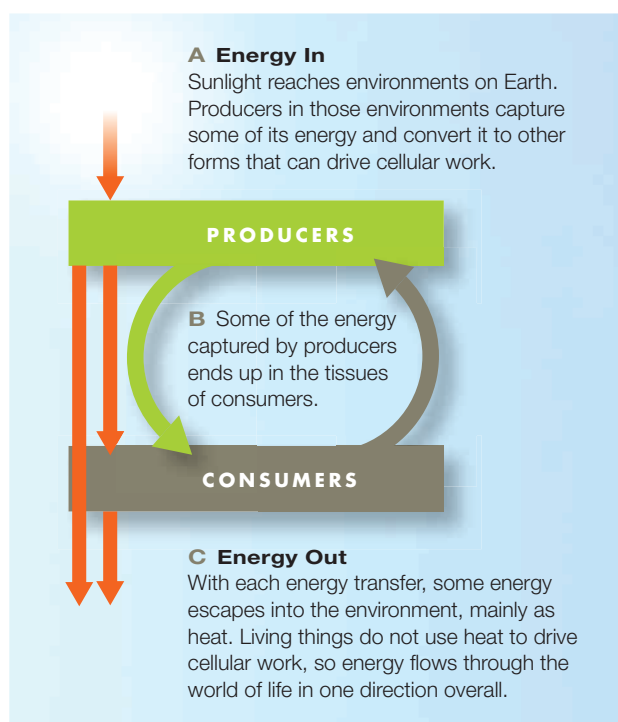 A Energy In
Sunlight reaches environments on Earth.
Producers in those environments capture
some of its energy and convert it to other
forms that can drive cellular work.
PRODUCERS
B Some of the energy
captured by producers
ends up in the tissues
of consumers.
CONSUMERS
C Energy Out
With each energy transfer, some energy
escapes into the environment, mainly as
heat. Living things do not use heat to drive
cellular work, so energy flows through the
world of life in one direction overall.